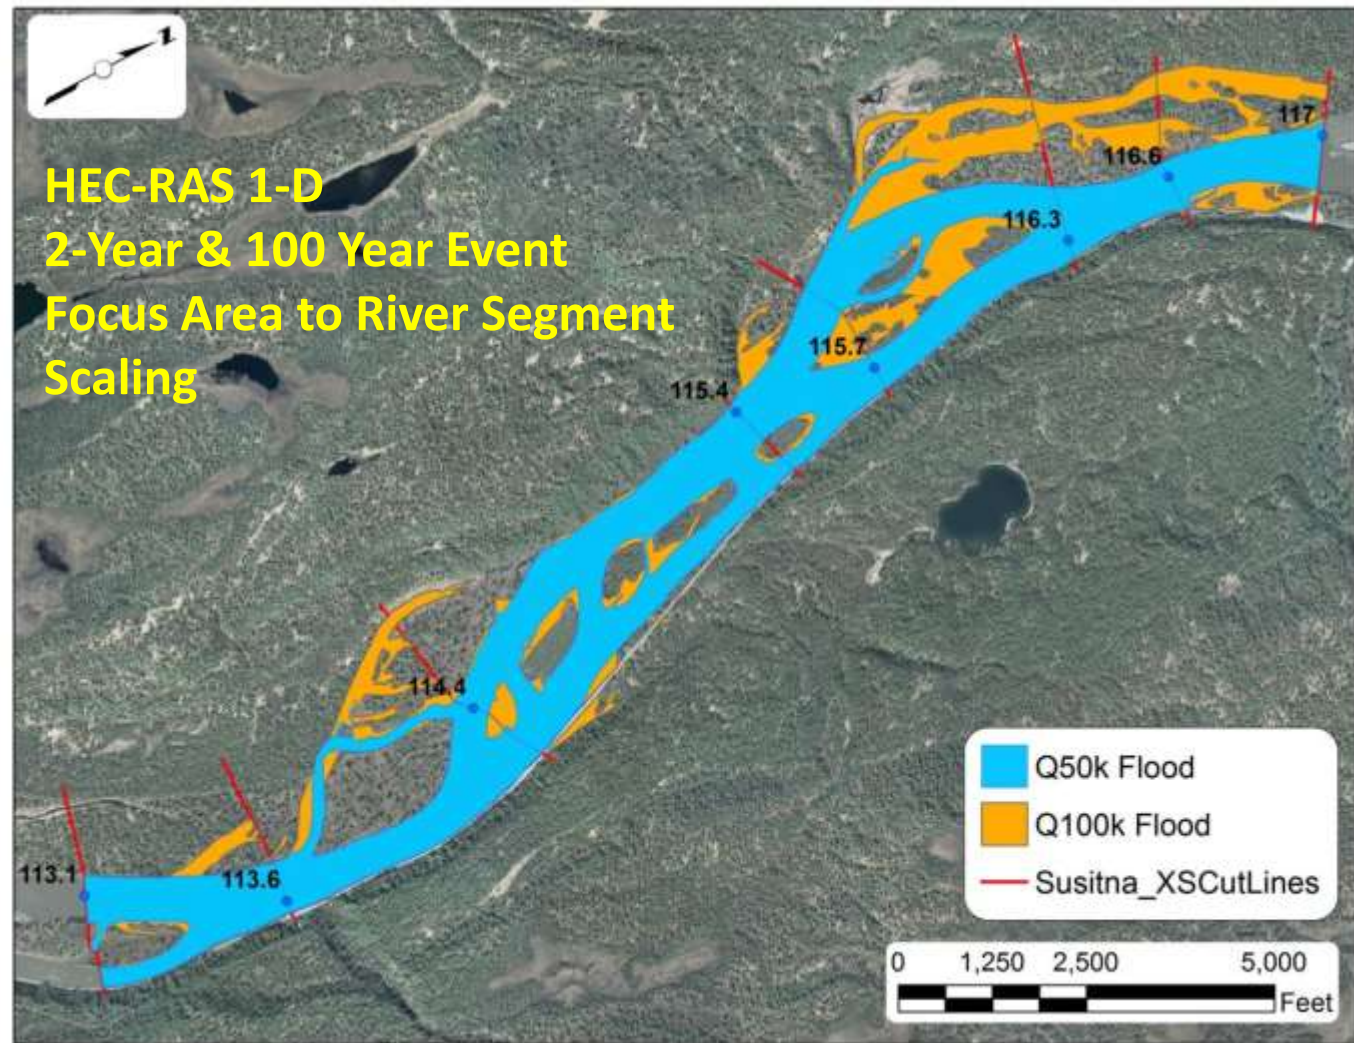 Z
HEC-RAS 1-D
2-Year & 100 Year Event
Focus Area to River Segment
Scaling
117
116.6
116.3
115.7
115.4
114.4
113.6
113.1
Q50k Flood
Q100k Flood
Susitna_XSCutLines
0 1,250 2,500 5,000
Feet